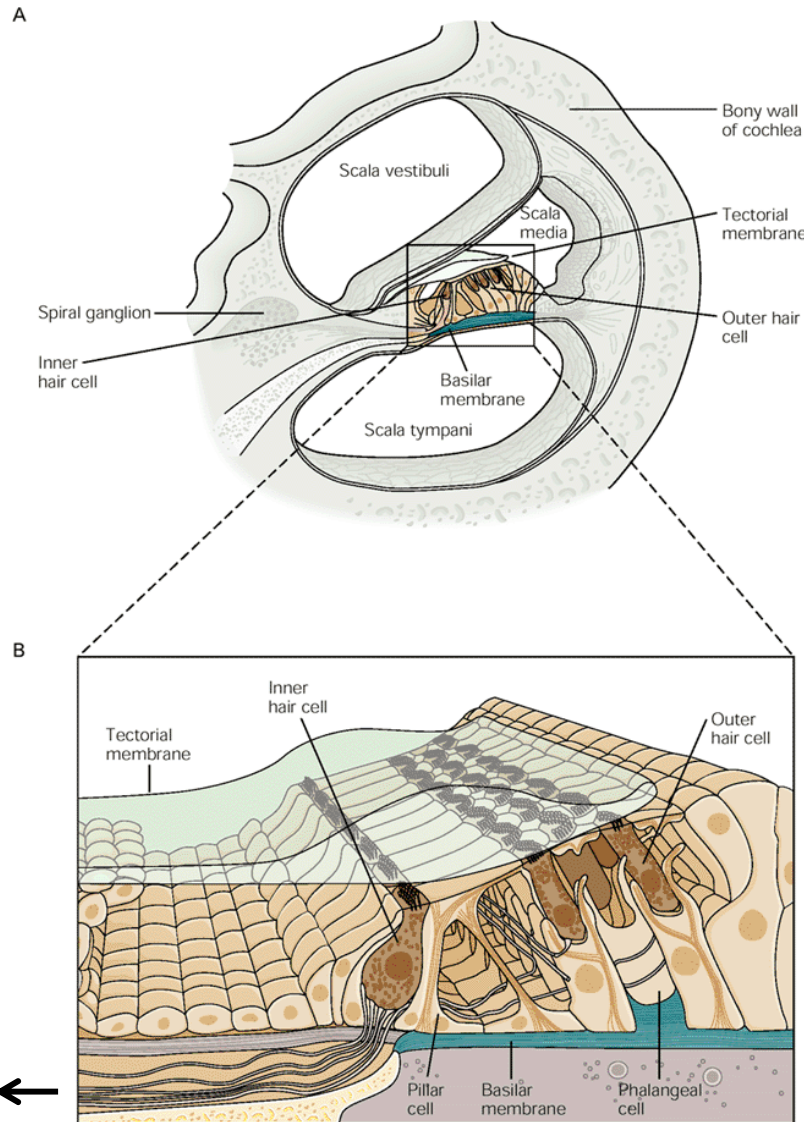 A
Bony wall
of cochlea
Scala vestibuli
Scala
media
Tectorial
membrane
Spiral ganglion
Outer hair
cell
Inner
hair cell
Basilar
membrane
Scala tympani
B
Inner
hair cell
Outer
hair cell
Tectorial
membrane
Pillar
cell
Basilar
membrane
Phalangeal
cell